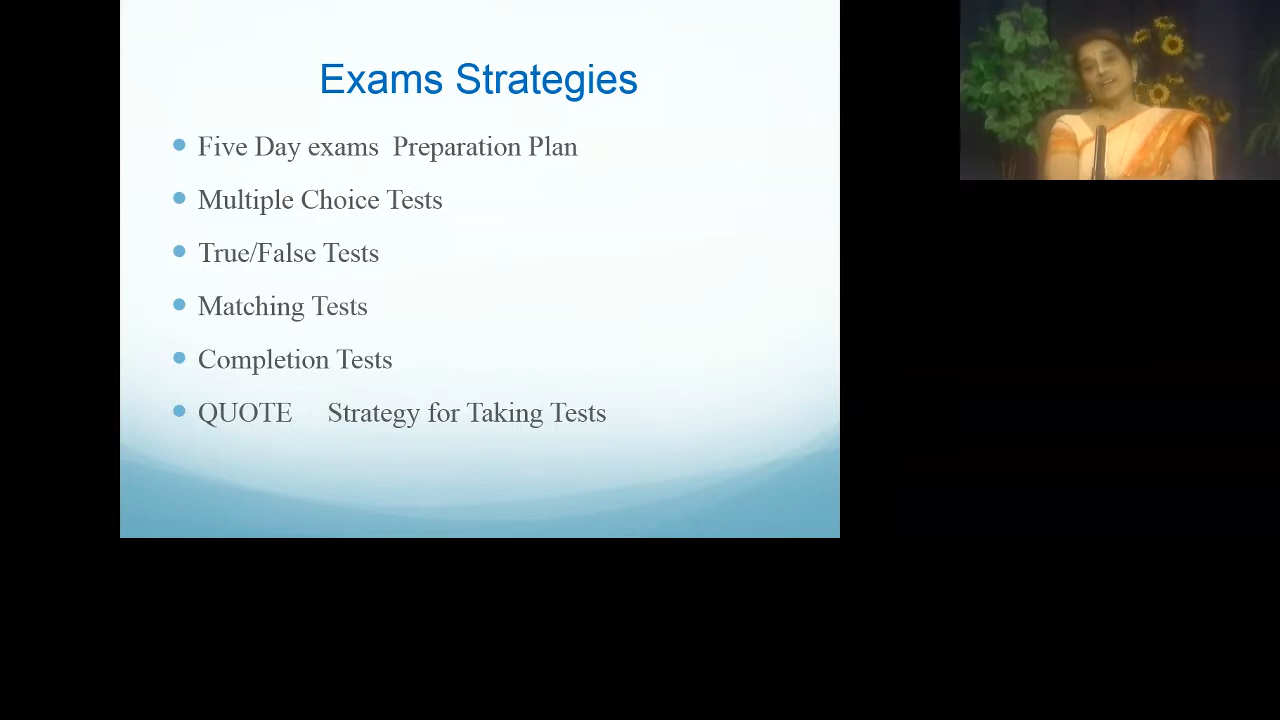 Exams Strategies
Five Day exams Preparation Plan
Multiple Choice Tests
True/False Tests
Matching Tests
Completion Tests
QUOTE Strategy for Taking Tests